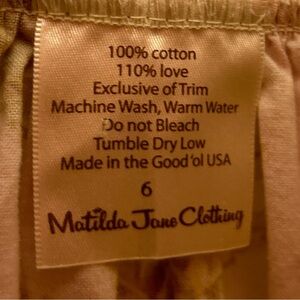 100% cotton
110% love
Exclusive of Trim
Machine Wash, Warm Water
Do not Bleach
Tumble Dry Low
Made in the Good 'ol USA
6
Matilda Jane Clothing